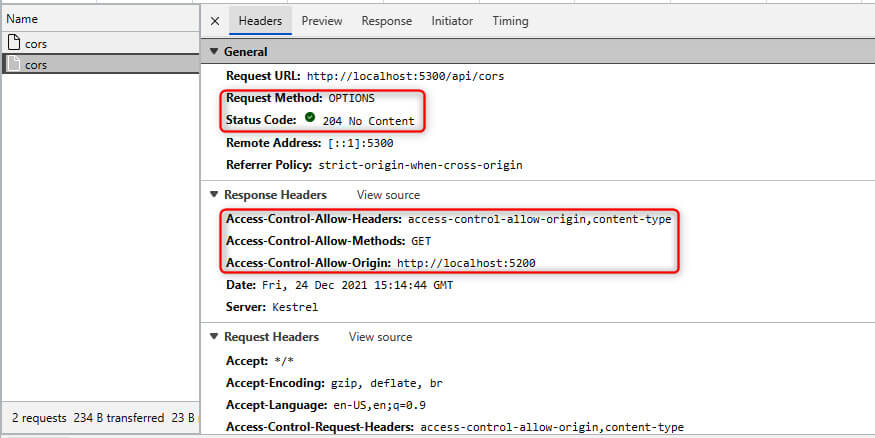 Name
cors
cors
2 requests 234 B transferred 23 B
× Headers Preview Response Initiator Timing
▼ General
Request URL: http://localhost:5300/api/cors
Request Method: OPTIONS
Status Code: 204 No Content
Remote Address: [::1]:5300
Referrer Policy: strict-origin-when-cross-origin
▼ Response Headers View source
Access-Control-Allow-Headers: access-control-allow-origin,content-type
Access-Control-Allow-Methods: GET
Access-Control-Allow-Origin: http://localhost:5200
Date: Fri, 24 Dec 2021 15:14:44 GMT
Server: Kestrel
▼ Request Headers View source
Accept: */*
Accept-Encoding: gzip, deflate, br
Accept-Language: en-US,en;q=0.9
Access-Control-Request-Headers: access-control-allow-origin,content-type